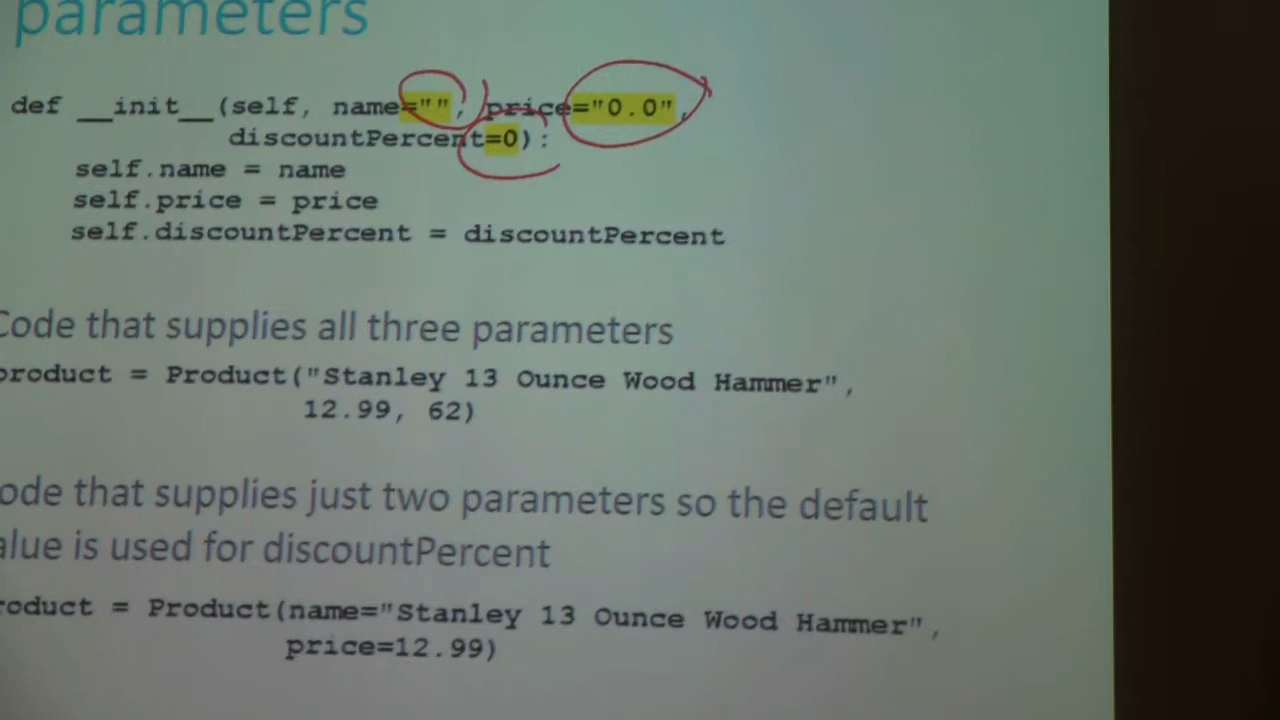 parameters
def __init__(self, name="", price="0.0",
discountPercent=0):
self.name = name
self.price = price
self.discountPercent = discountPercent
Code that supplies all three parameters
product = Product("Stanley 13 Ounce Wood Hammer",
12.99, 62)
ode that supplies just two parameters so the default
alue is used for discountPercent
roduct = Product(name="Stanley 13 Ounce Wood Hammer",
price=12.99)